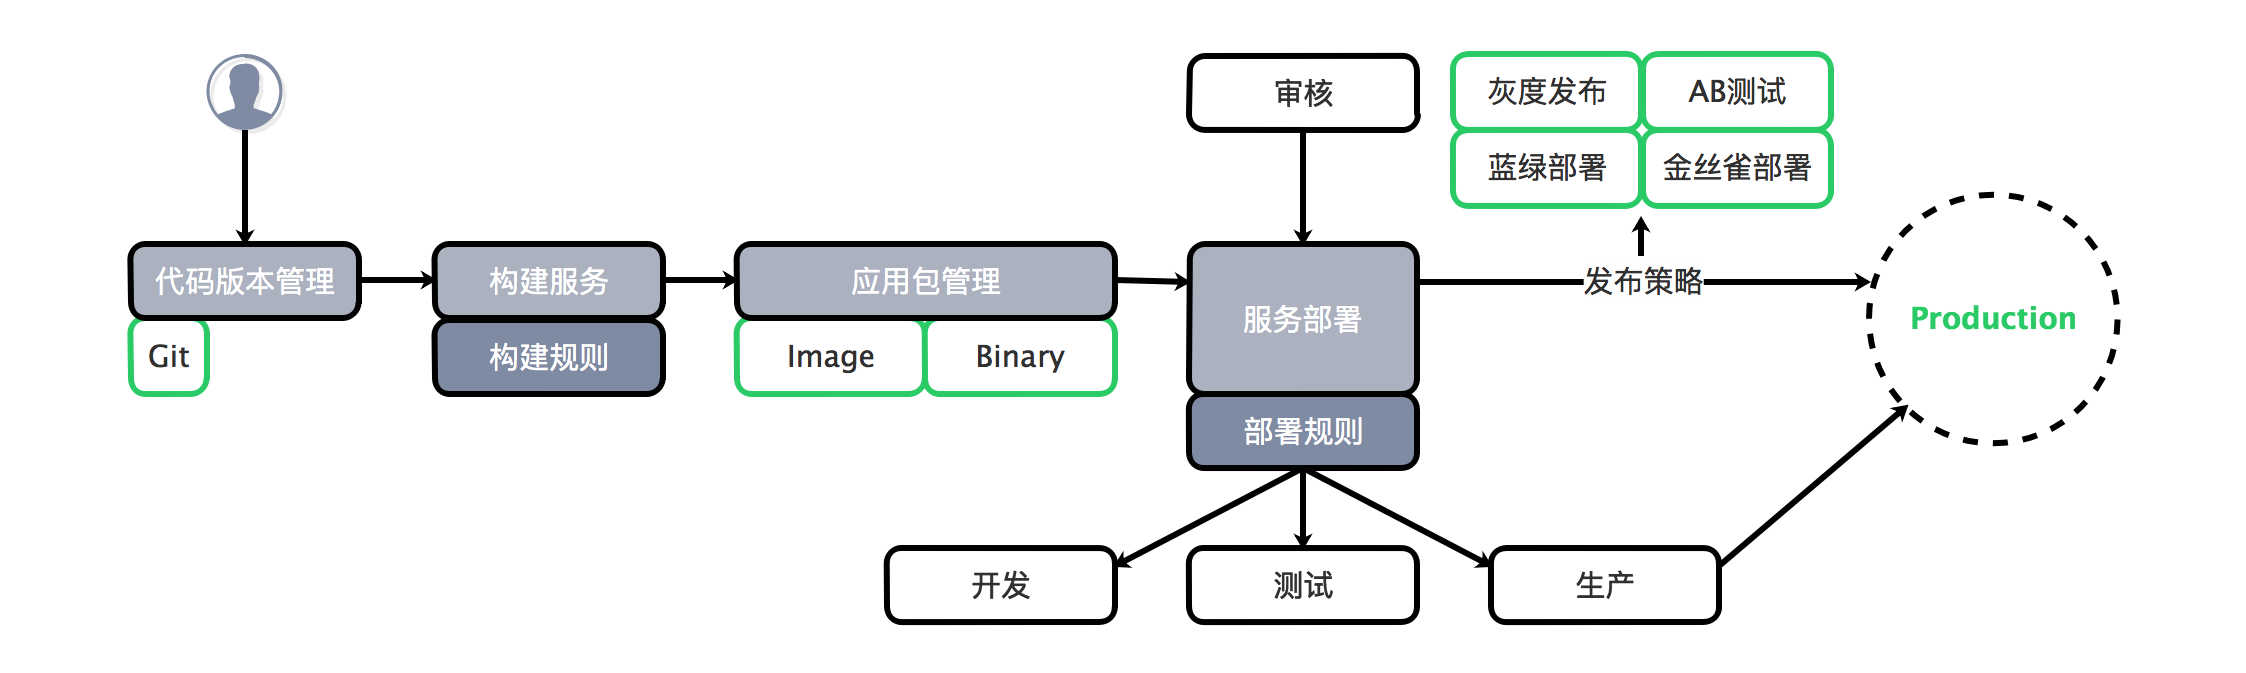 审核
灰度发布
AB测试
蓝绿部署
金丝雀部署
代码版本管理
构建服务
应用包管理
服务部署
发布策略
Production
Git
构建规则
Image
Binary
部署规则
开发
测试
生产